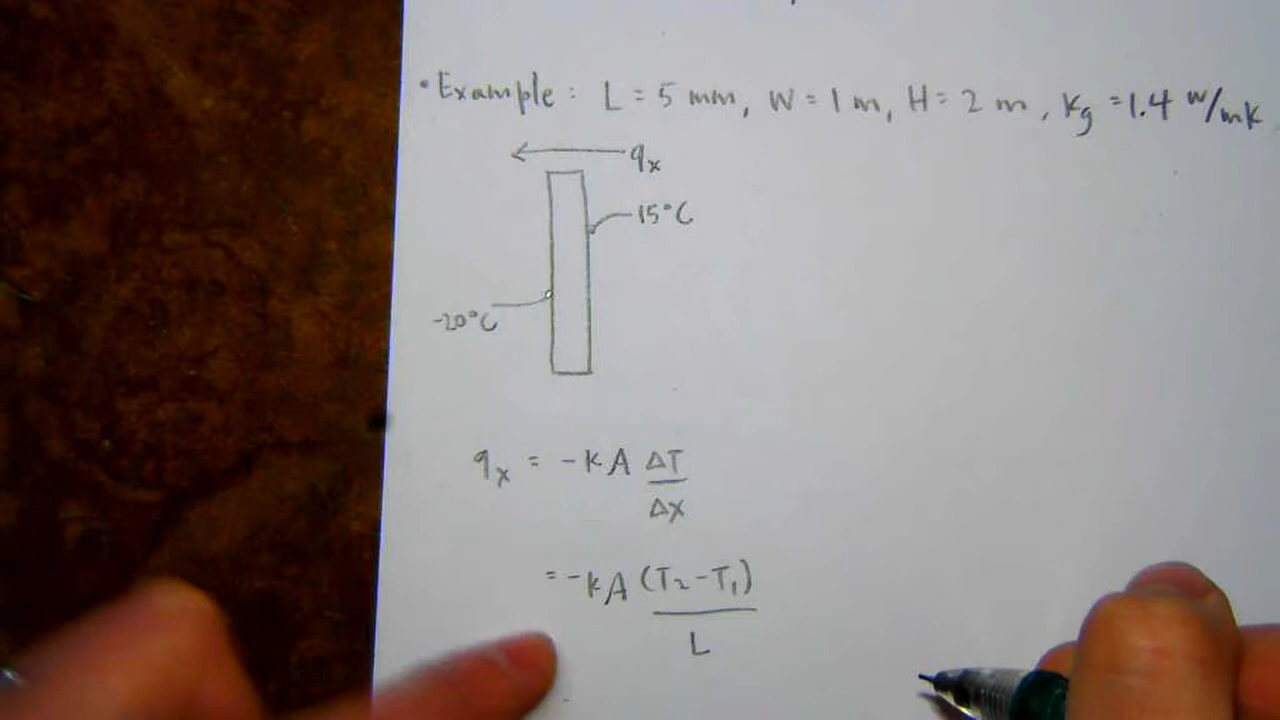 • Example: L = 5 mm, W = 1 m, H = 2 m, Kg = 1.4 W/mK
qx
15°C
-20°C
qx = -KA ΔT
ΔX
= -KA (T₂ - T₁)
L